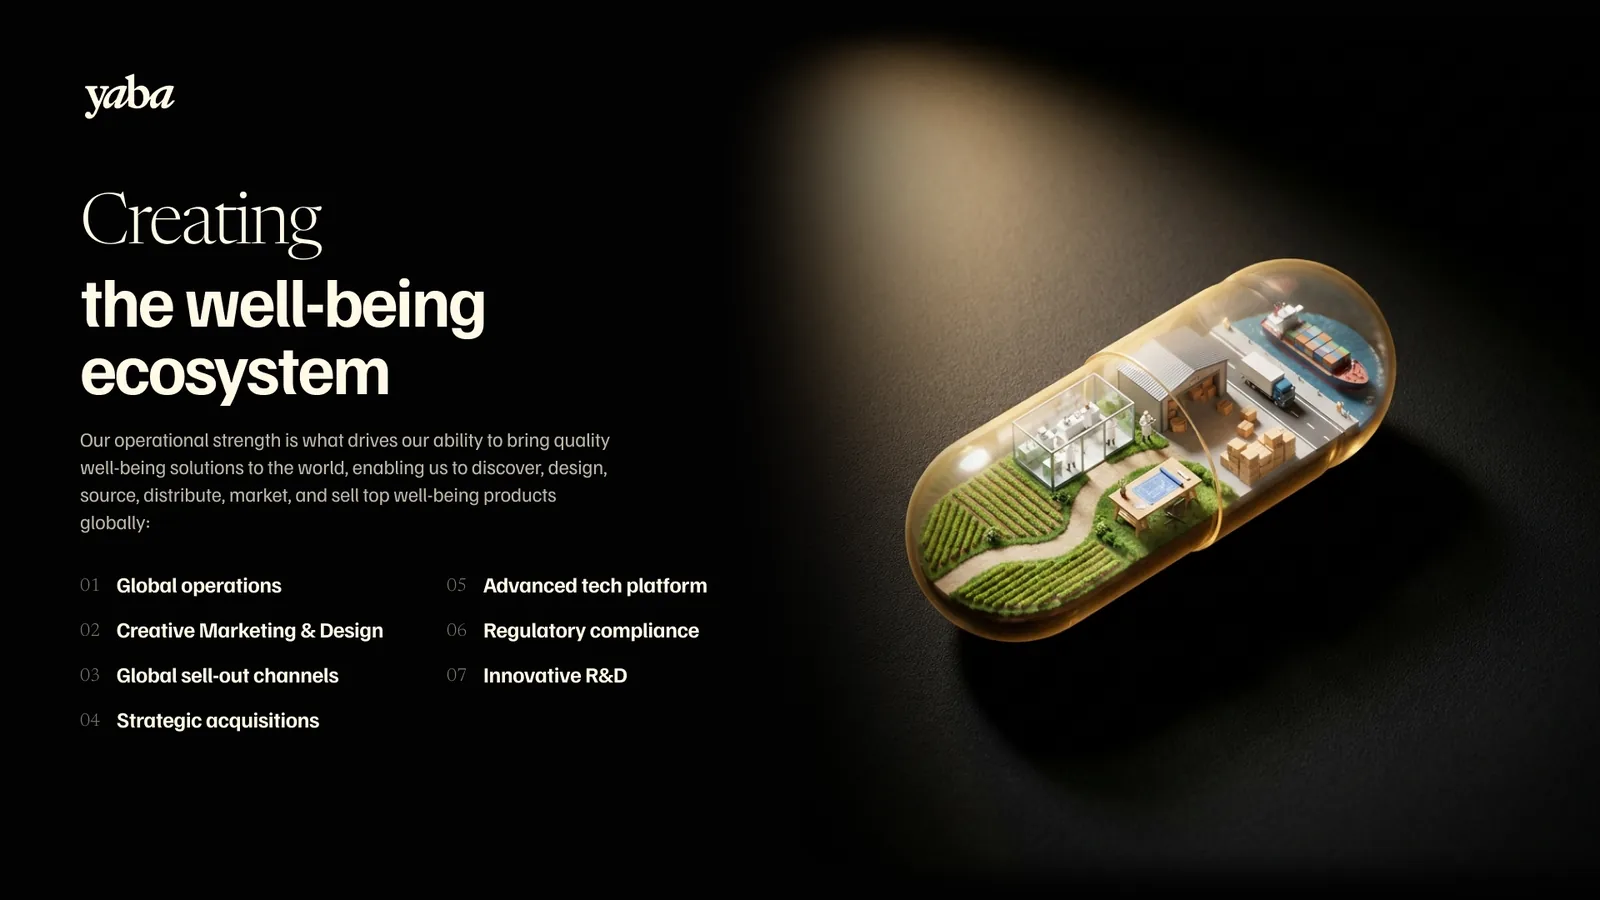 yaba
Creating
the well-being
ecosystem
Our operational strength is what drives our ability to bring quality
well-being solutions to the world, enabling us to discover, design,
source, distribute, market, and sell top well-being products
globally:
01 Global operations
02 Creative Marketing & Design
03 Global sell-out channels
04 Strategic acquisitions
05 Advanced tech platform
06 Regulatory compliance
07 Innovative R&D